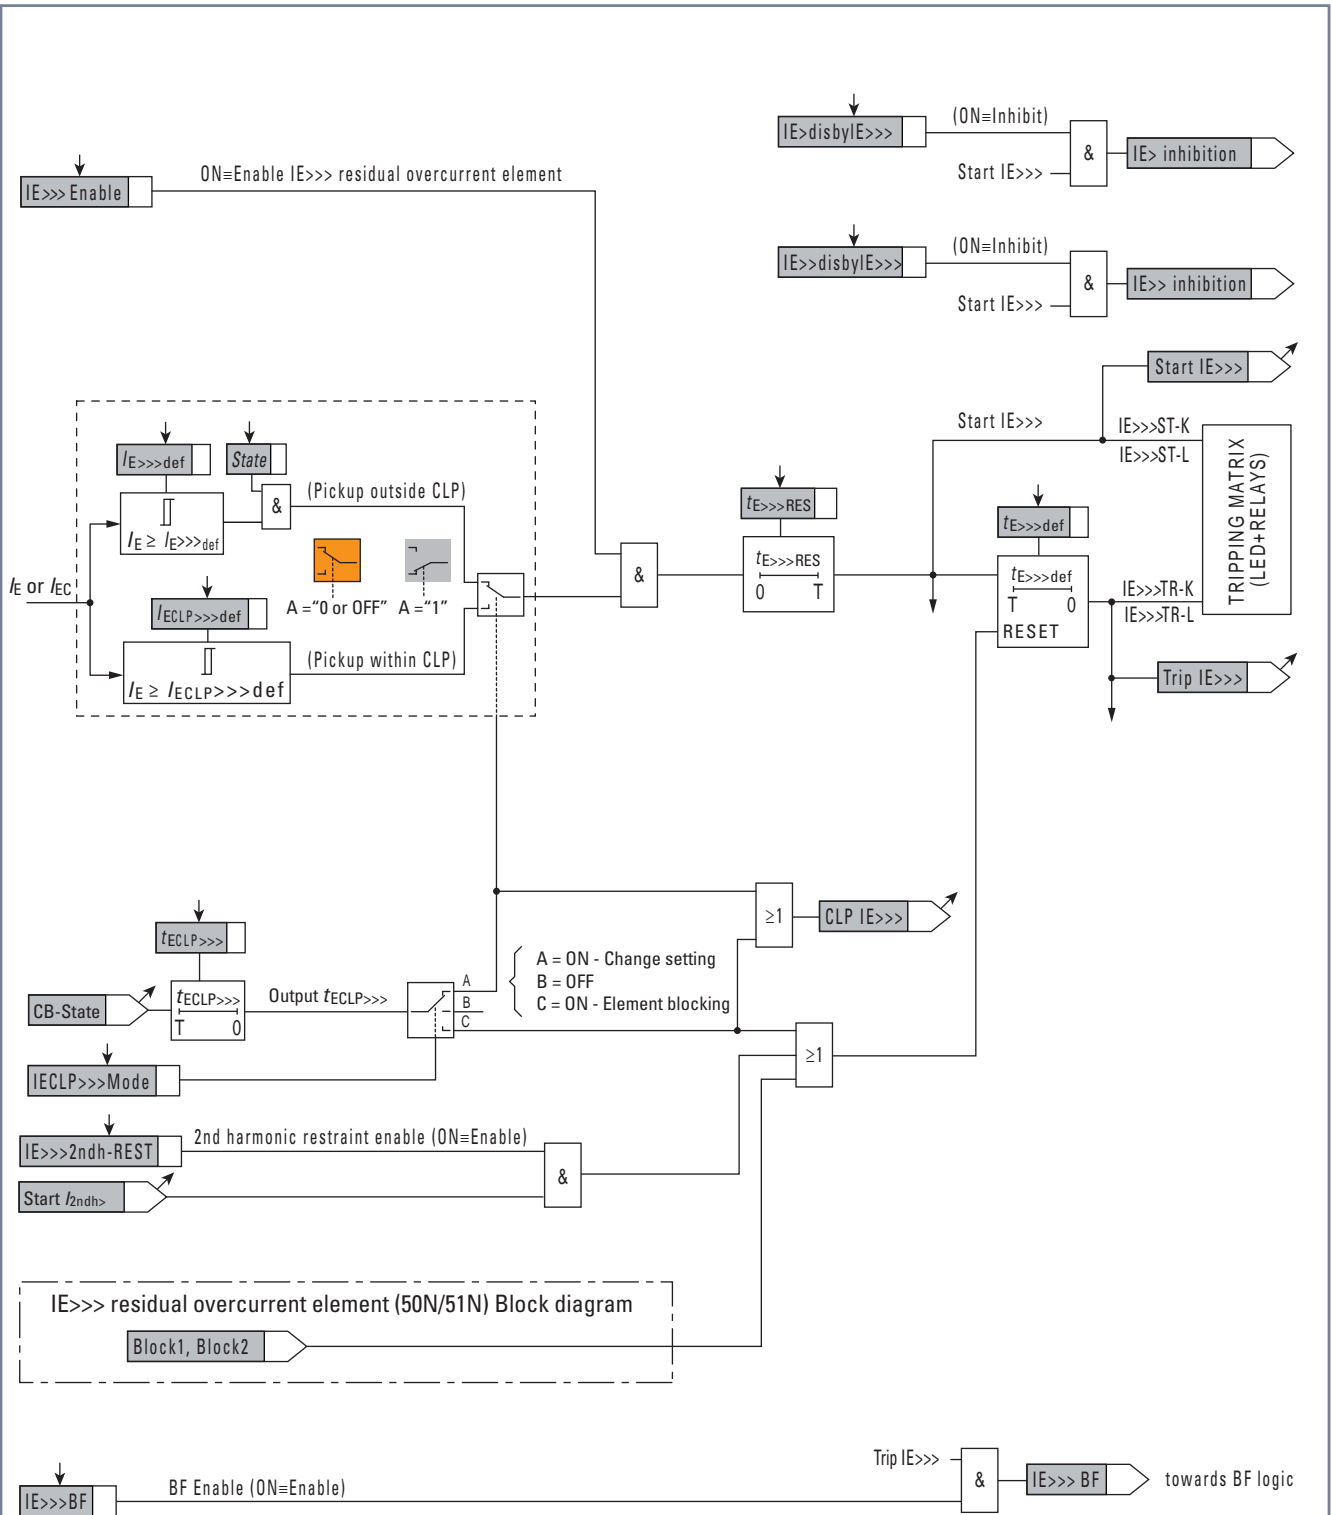 IE>disbyIE>>>
(ON≡Inhibit)
Start IE>>>
&
IE> inhibition
IE>>> Enable
ON≡Enable IE>>> residual overcurrent element
IE>>disbyIE>>>
(ON≡Inhibit)
Start IE>>>
&
IE>> inhibition
Start IE>>>
Start IE>>>
IE>>>ST-K
IE>>>ST-L
TRIPPING MATRIX
(LED+RELAYS)
IE>>>def
State
(Pickup outside CLP)
&
IE ≥ IE>>>def
tE>>>RES
tE>>>def
IE or IEC
A ="0 or OFF"
A ="1"
&
tE>>>RES
0 T
tE>>>def
T 0
RESET
IE>>>TR-K
IE>>>TR-L
IECLP>>>def
(Pickup within CLP)
IE ≥ IECLP>>>def
Trip IE>>>
≥1
CLP IE>>>
tECLP>>>
A = ON - Change setting
B = OFF
C = ON - Element blocking
CB-State
tECLP>>>
T 0
Output tECLP>>>
A
B
C
≥1
IECLP>>>Mode
IE>>>2ndh-REST
2nd harmonic restraint enable (ON≡Enable)
&
Start I2ndh>
IE>>> residual overcurrent element (50N/51N) Block diagram
Block1, Block2
Trip IE>>>
&
IE>>> BF
towards BF logic
IE>>>BF
BF Enable (ON≡Enable)